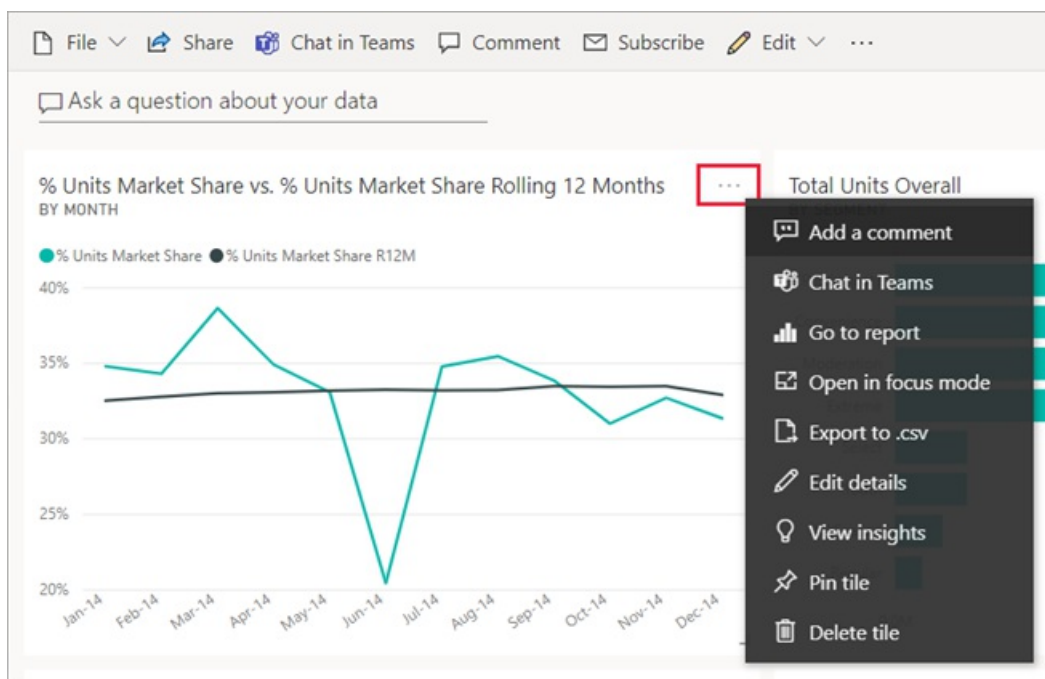 File Share Chat in Teams Comment Subscribe Edit ...
Ask a question about your data
% Units Market Share vs. % Units Market Share Rolling 12 Months ...
BY MONTH
% Units Market Share % Units Market Share R12M
40%
35%
30%
25%
20%
Jan-14 Feb-14 Mar-14 Apr-14 May-14 Jun-14 Jul-14 Aug-14 Sep-14 Oct-14 Nov-14 Dec-14
Total Units Overall
BY SEGMENT
Add a comment
Chat in Teams
Go to report
Open in focus mode
Export to .csv
Edit details
View insights
Pin tile
Delete tile